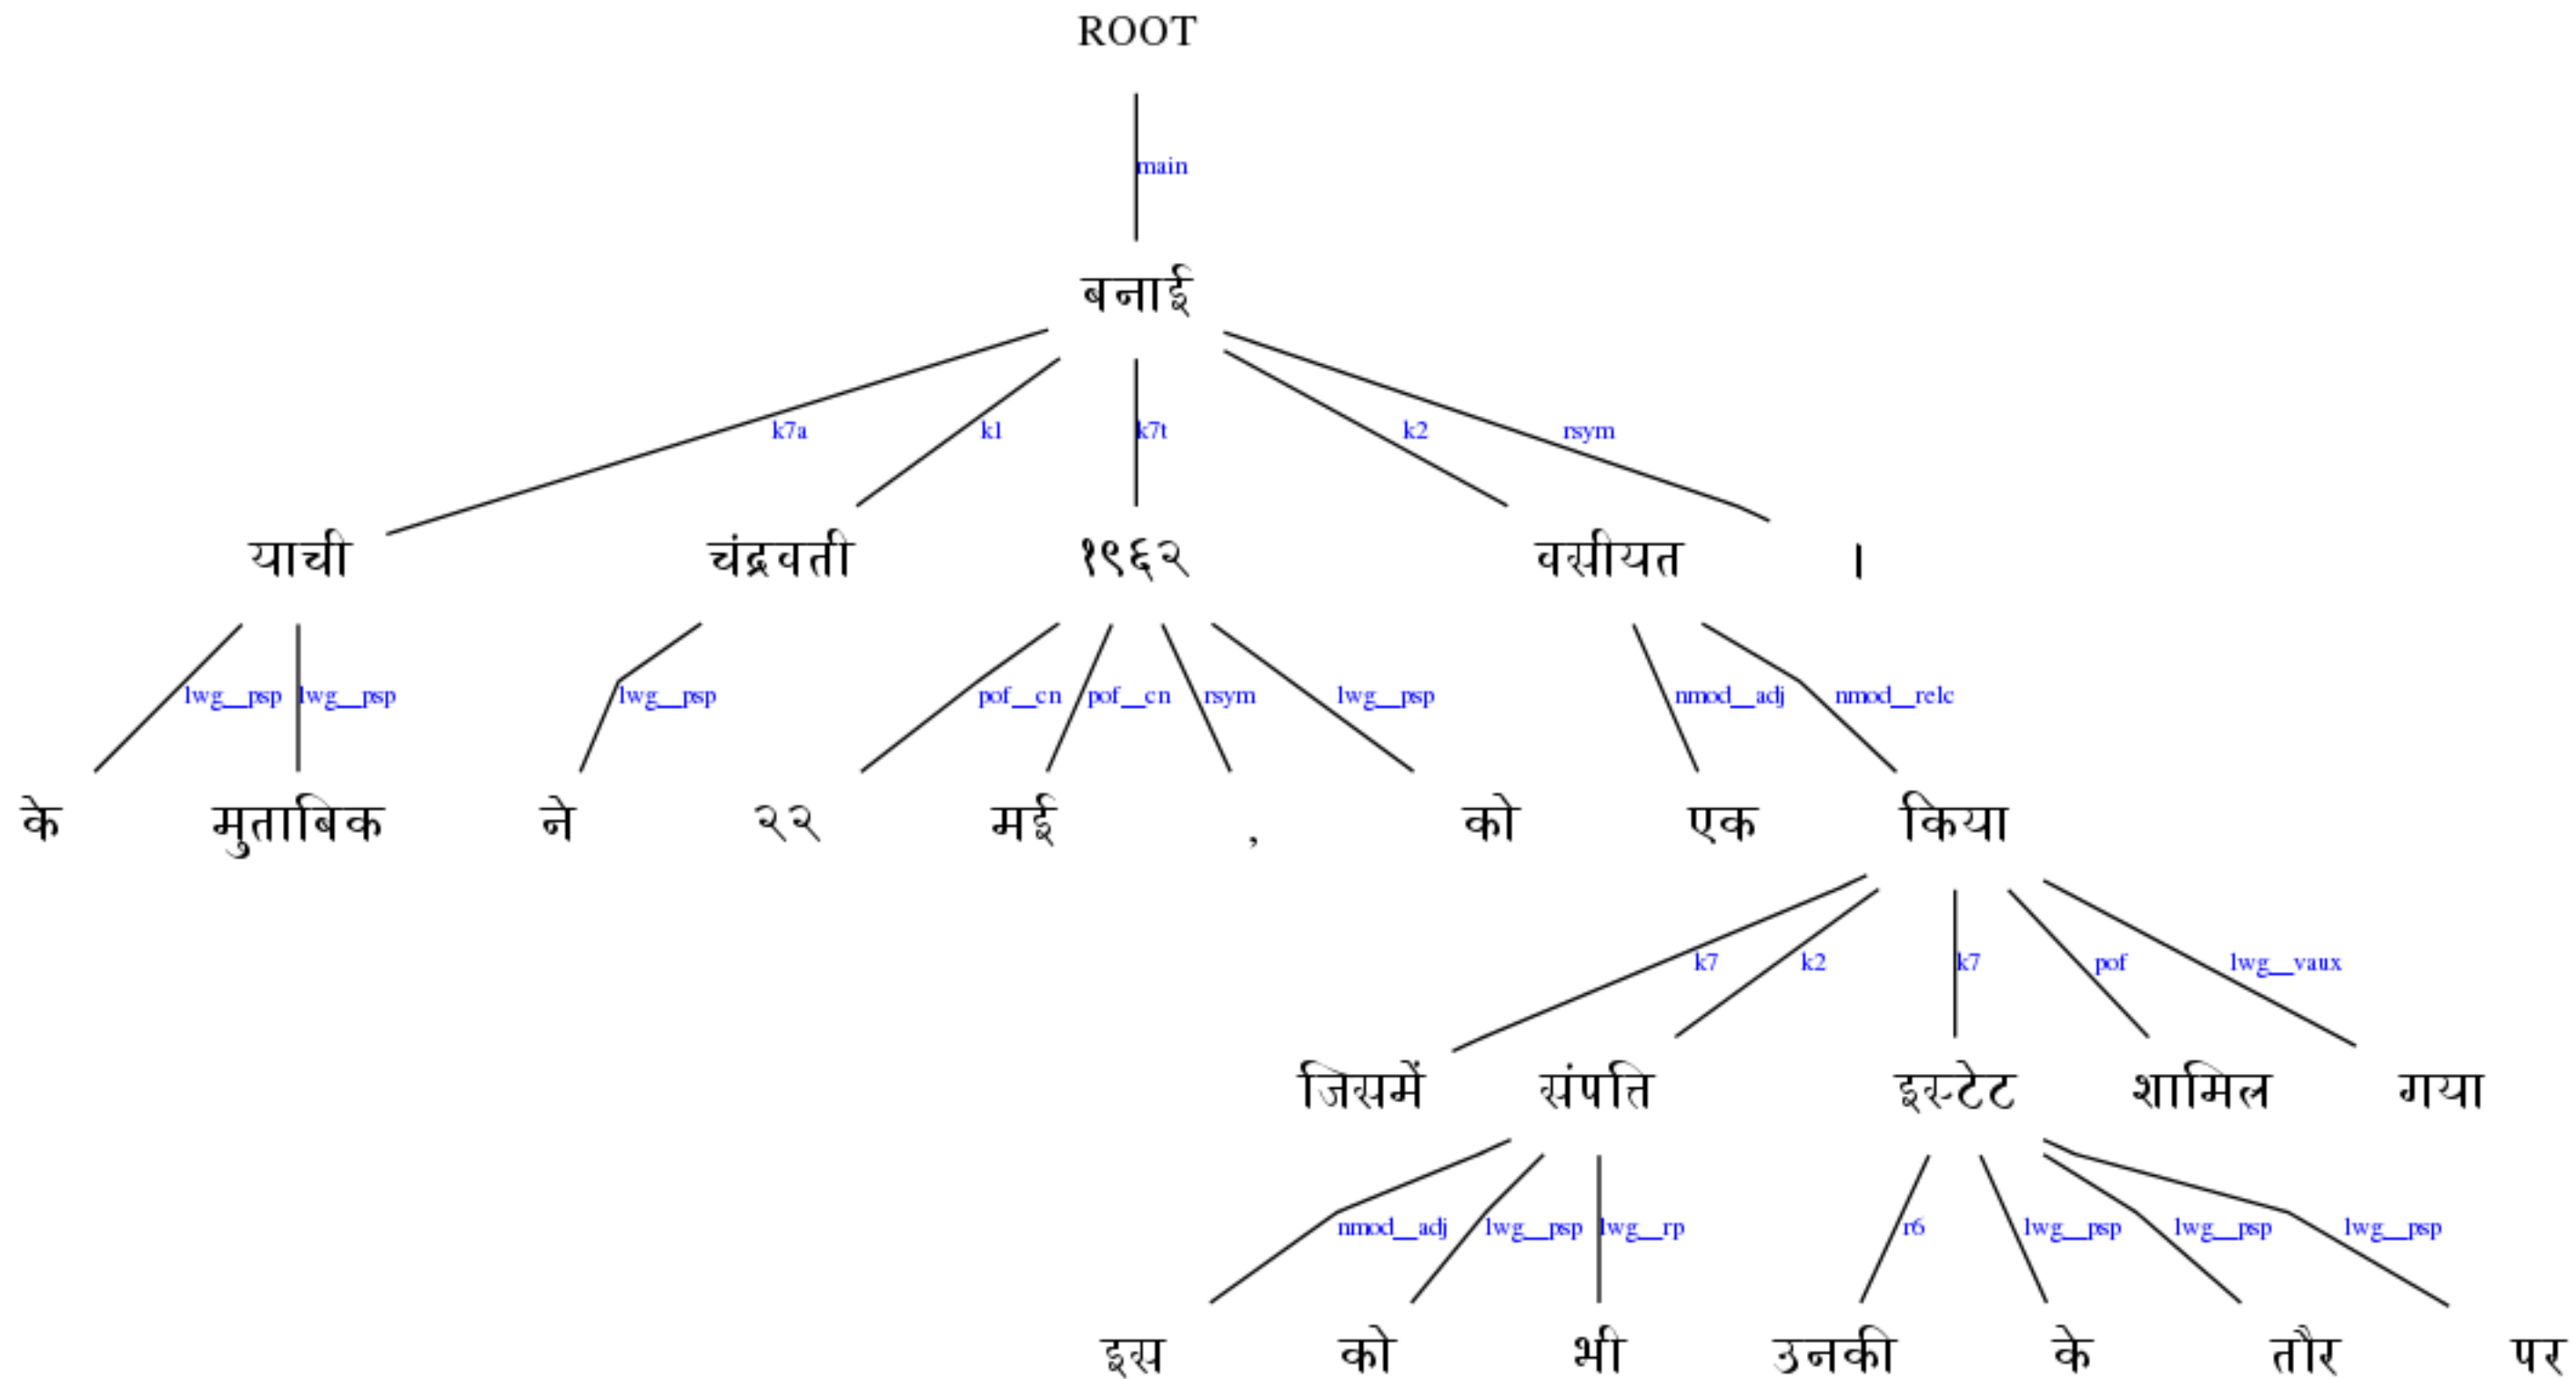 ROOT
main
बनाई
k7a k1 k7t k2 rsym
याची चंद्रवती १९६२ वसीयत ।
lwg__psp lwg__psp lwg__psp pof__cn pof__cn rsym lwg__psp nmod__adj nmod__relc
के मुताबिक ने २२ मई , को एक किया
k7 k2 k7 pof lwg__vaux
जिसमें संपत्ति इस्टेट शामिल गया
nmod__adj lwg__psp lwg__rp r6 lwg__psp lwg__psp lwg__psp
इस को भी उनकी के तौर पर